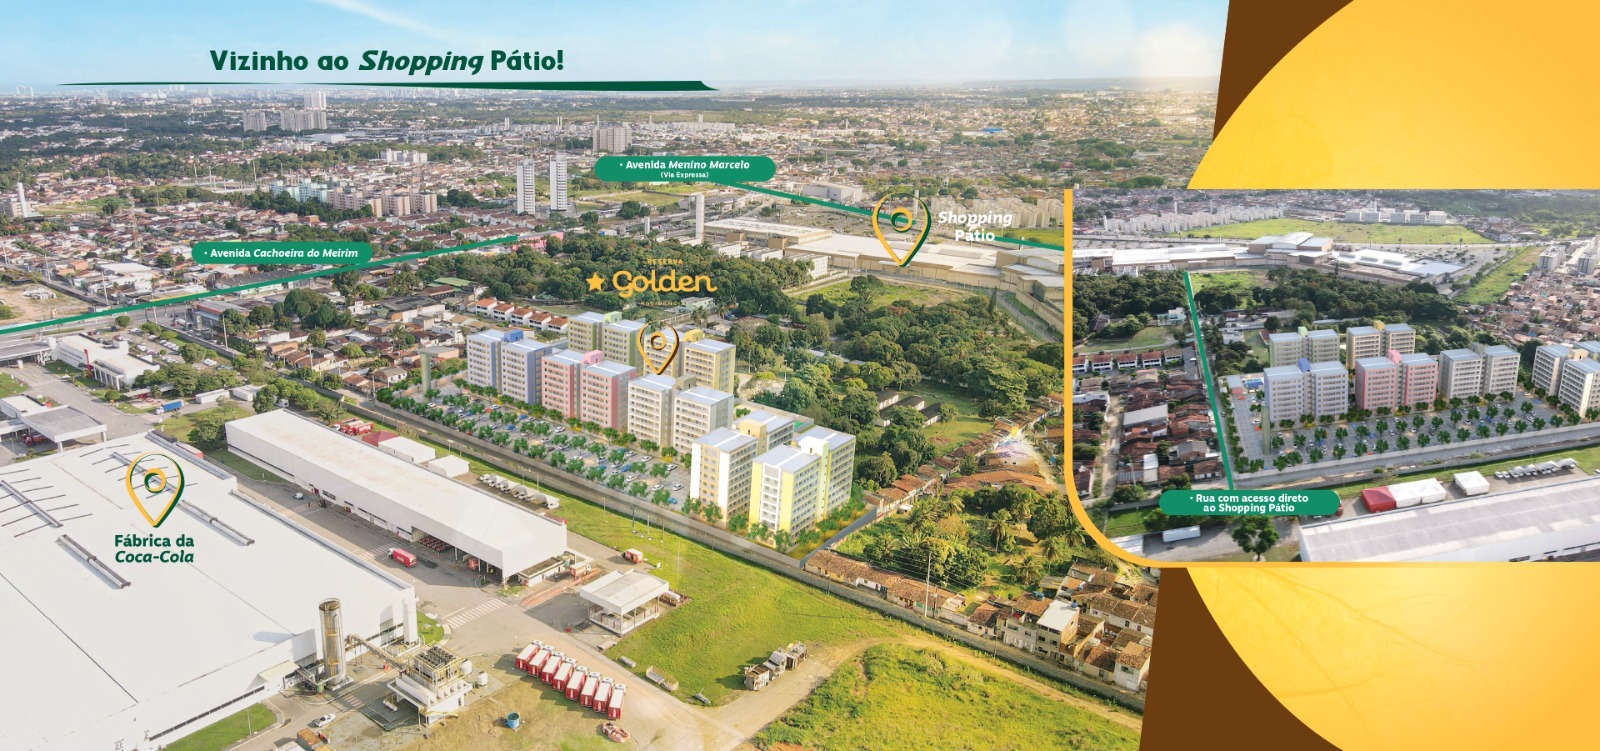 Vizinho ao Shopping Pátio!
• Avenida Menino Marcelo
(Via Expressa)
Shopping
Pátio
• Avenida Cachoeira do Meirim
RESERVA
Golden
Fábrica da
Coca-Cola
• Rua com acesso direto
ao Shopping Pátio